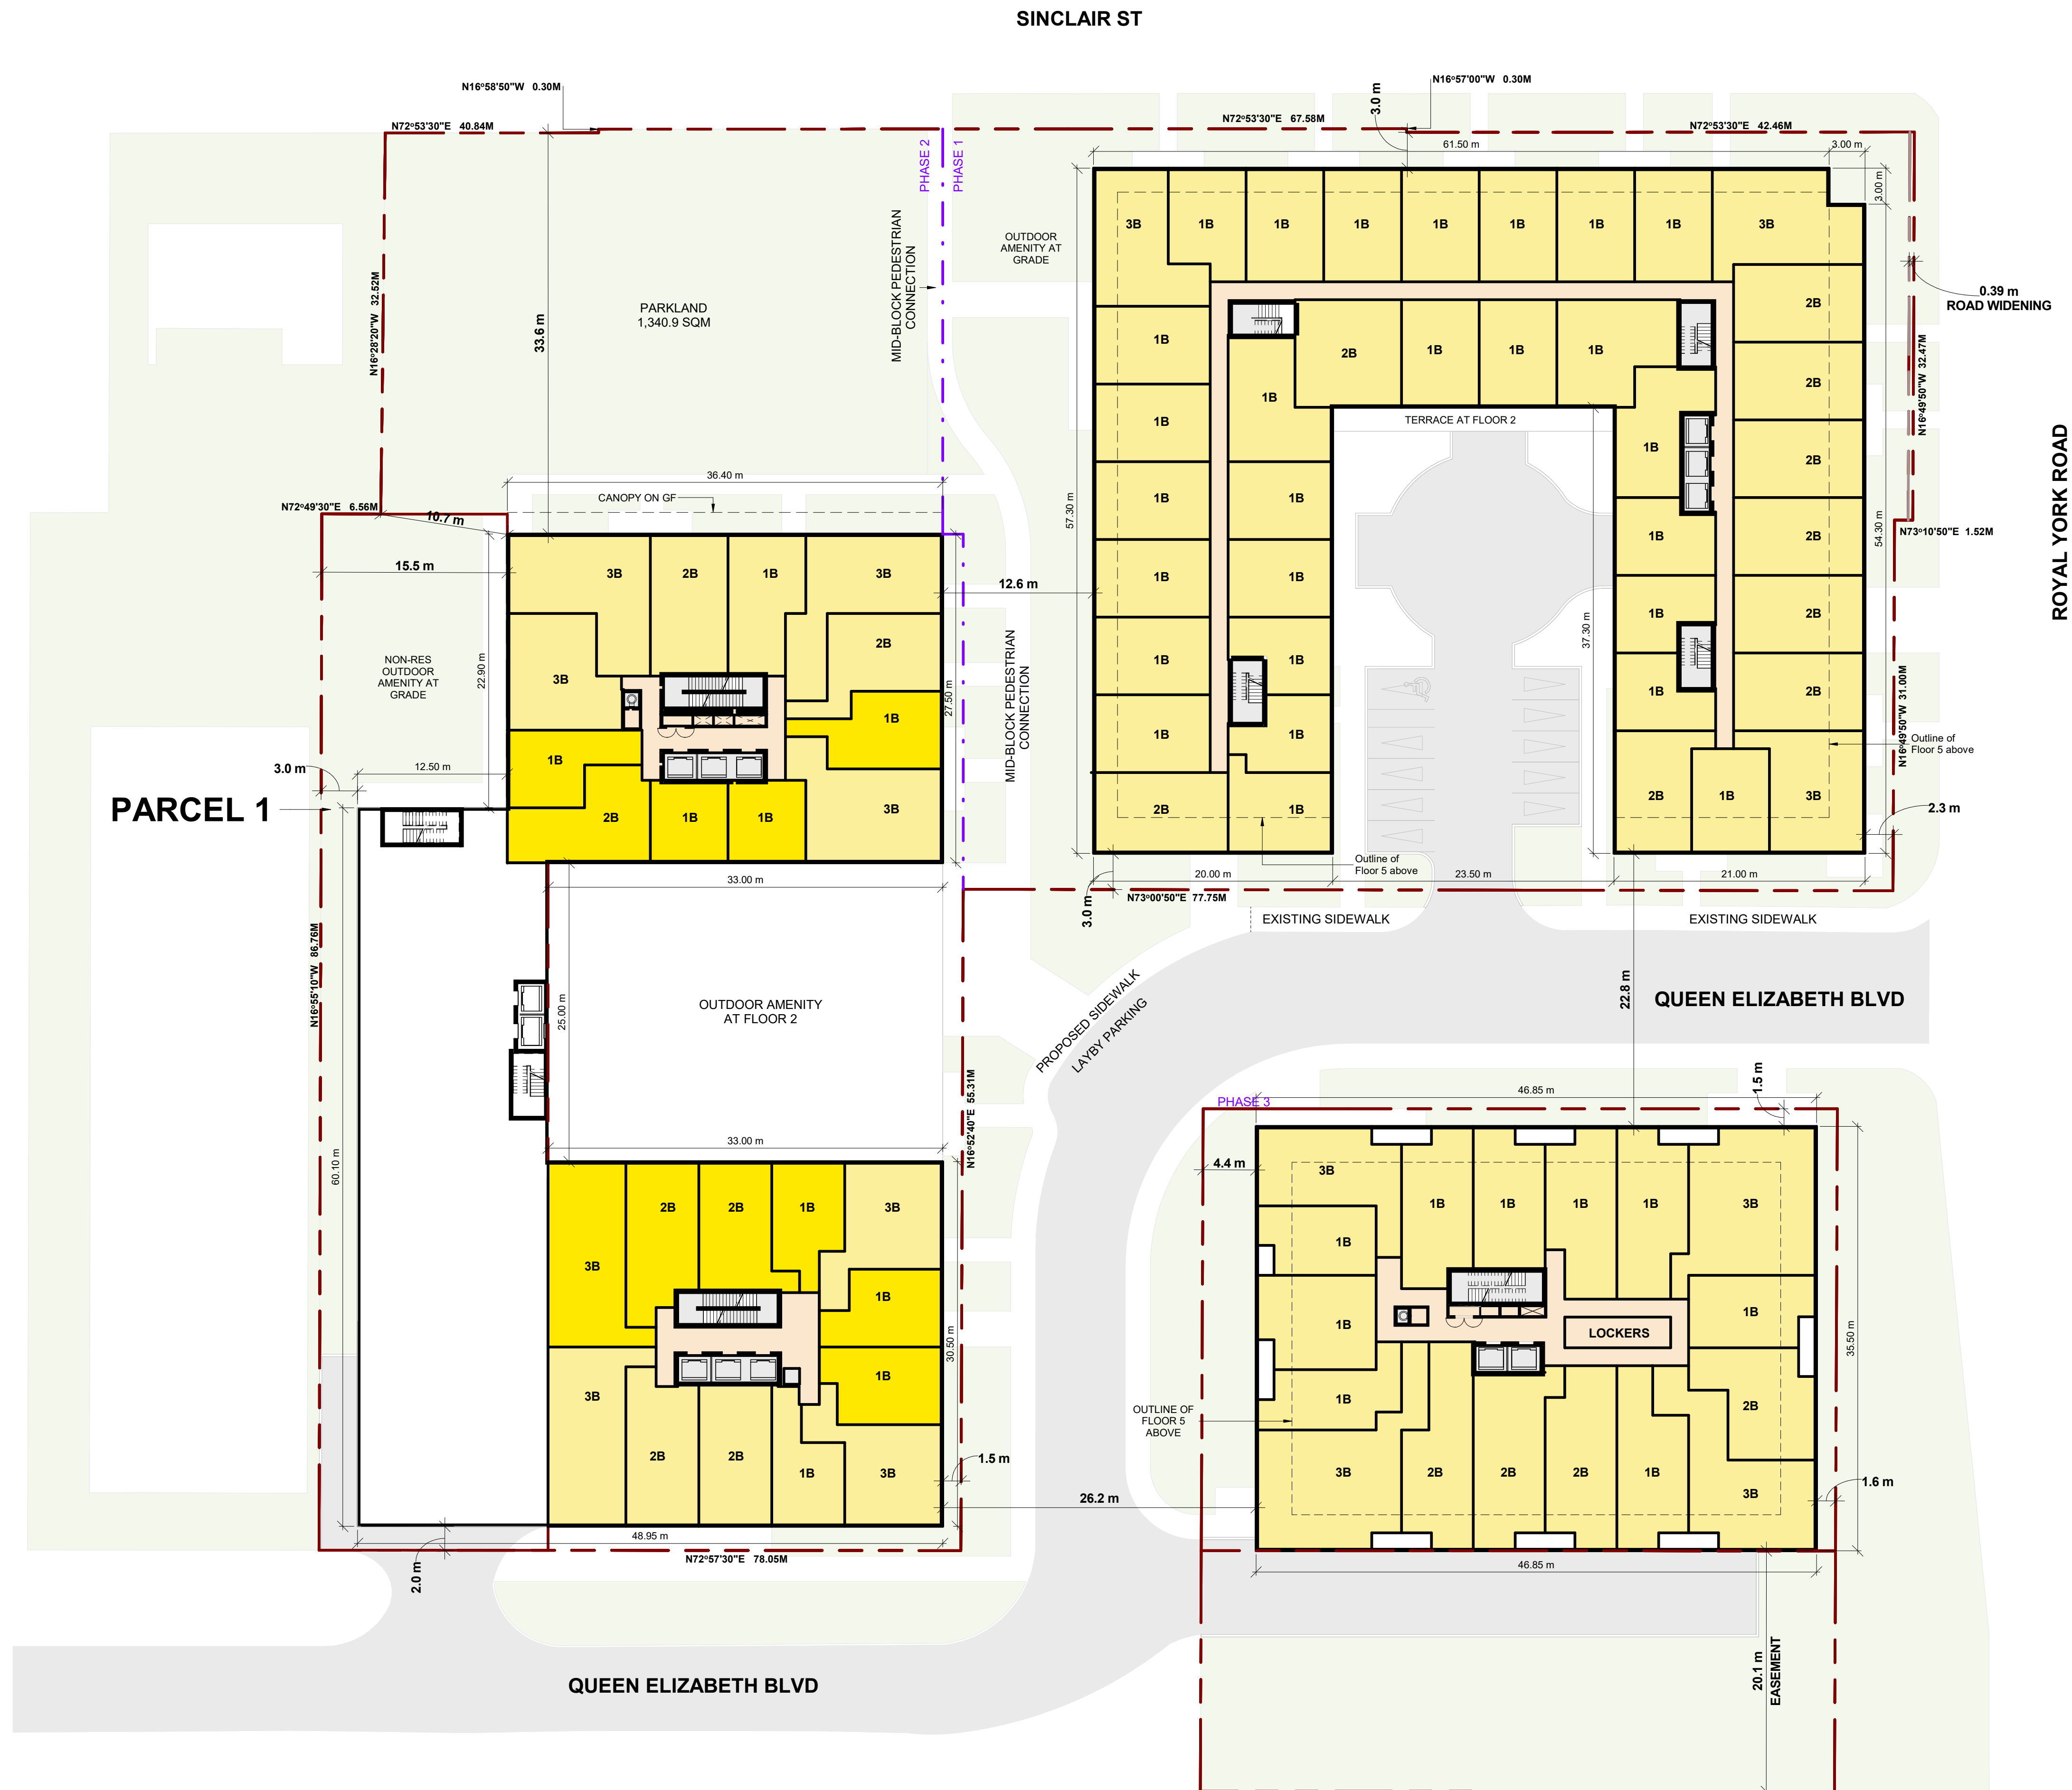 SINCLAIR ST
N16°58'50"W 0.30M
N16°57'00"W 0.30M
3.0 m
N72°53'30"E 40.84M
N72°53'30"E 67.58M
N72°53'30"E 42.46M
61.50 m
3.00 m
3.00 m
PHASE 2
PHASE 1
MID-BLOCK PEDESTRIAN
CONNECTION
OUTDOOR
AMENITY AT
GRADE
3B
1B
1B
1B
1B
1B
1B
1B
3B
N16°28'20"W 32.52M
33.6 m
PARKLAND
1,340.9 SQM
0.39 m
ROAD WIDENING
2B
1B
1B
2B
1B
1B
1B
2B
1B
N16°49'50"W 32.47M
ROYAL YORK ROAD
1B
TERRACE AT FLOOR 2
1B
2B
36.40 m
CANOPY ON GF
N72°49'30"E 6.56M
10.7 m
57.30 m
1B
1B
54.30 m
1B
2B
N73°10'50"E 1.52M
15.5 m
3B
2B
1B
3B
12.6 m
1B
1B
37.30 m
1B
2B
NON-RES
OUTDOOR
AMENITY AT
GRADE
22.90 m
3B
2B
27.50 m
MID-BLOCK PEDESTRIAN
CONNECTION
1B
1B
1B
2B
N16°49'50"W 31.00M
1B
1B
1B
1B
Outline of
Floor 5 above
3.0 m
12.50 m
PARCEL 1
2B
1B
1B
3B
2B
1B
2B
1B
3B
2.3 m
Outline of
Floor 5 above
33.00 m
20.00 m
23.50 m
21.00 m
3.0 m
N73°00'50"E 77.75M
EXISTING SIDEWALK
EXISTING SIDEWALK
N16°55'10"W 86.76M
25.00 m
OUTDOOR AMENITY
AT FLOOR 2
PROPOSED SIDEWALK
LAYBY PARKING
22.8 m
QUEEN ELIZABETH BLVD
N16°52'40"E 55.31M
PHASE 3
46.85 m
1.5 m
33.00 m
60.10 m
4.4 m
3B
2B
2B
1B
3B
3B
1B
1B
1B
1B
3B
3B
1B
1B
30.50 m
1B
1B
LOCKERS
1B
35.50 m
3B
1B
OUTLINE OF
FLOOR 5
ABOVE
1B
2B
2B
2B
1B
3B
1.5 m
3B
2B
2B
2B
1B
3B
26.2 m
1.6 m
48.95 m
2.0 m
N72°57'30"E 78.05M
46.85 m
20.1 m
EASEMENT
QUEEN ELIZABETH BLVD